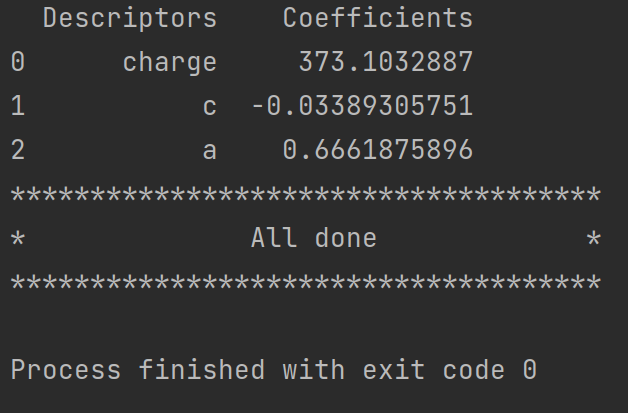 Descriptors Coefficients
0 charge 373.1032887
1 c -0.03389305751
2 a 0.6661875896
*************************************
* All done *
*************************************
Process finished with exit code 0